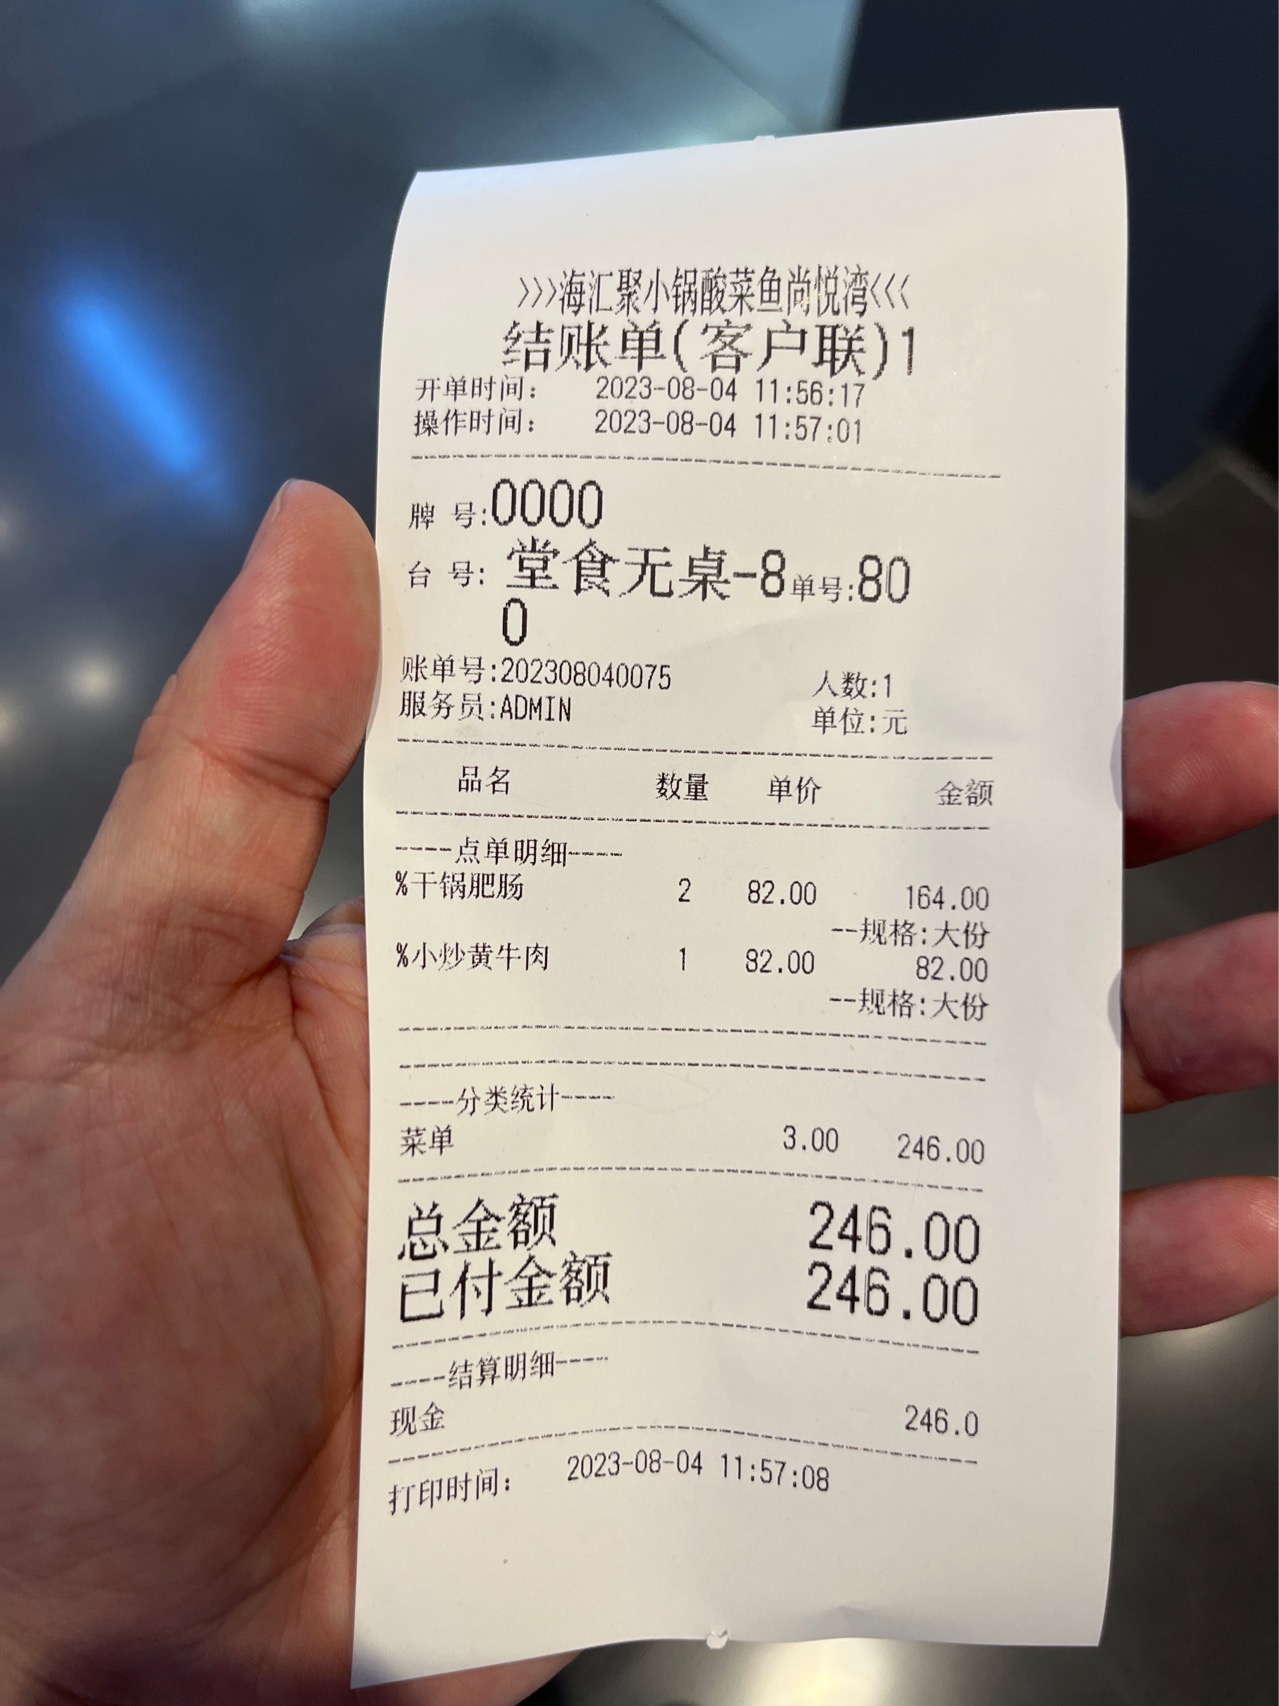 >>>海汇聚小锅酸菜鱼尚悦湾<<<
结账单(客户联)1
开单时间: 2023-08-04 11:56:17
操作时间: 2023-08-04 11:57:01
牌 号:0000
台 号: 堂食无桌-8单号:80
0
账单号:202308040075 人数:1
服务员:ADMIN 单位:元
品名 数量 单价 金额
----点单明细----
%干锅肥肠 2 82.00 164.00
--规格:大份
%小炒黄牛肉 1 82.00 82.00
--规格:大份
----分类统计----
菜单 3.00 246.00
总金额 246.00
已付金额 246.00
----结算明细----
现金 246.0
打印时间: 2023-08-04 11:57:08